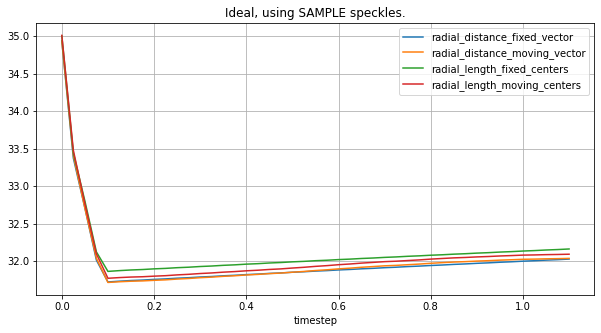 Ideal, using SAMPLE speckles.
radial_distance_fixed_vector
radial_distance_moving_vector
radial_length_fixed_centers
radial_length_moving_centers
35.0
34.5
34.0
33.5
33.0
32.5
32.0
0.0 0.2 0.4 0.6 0.8 1.0
timestep